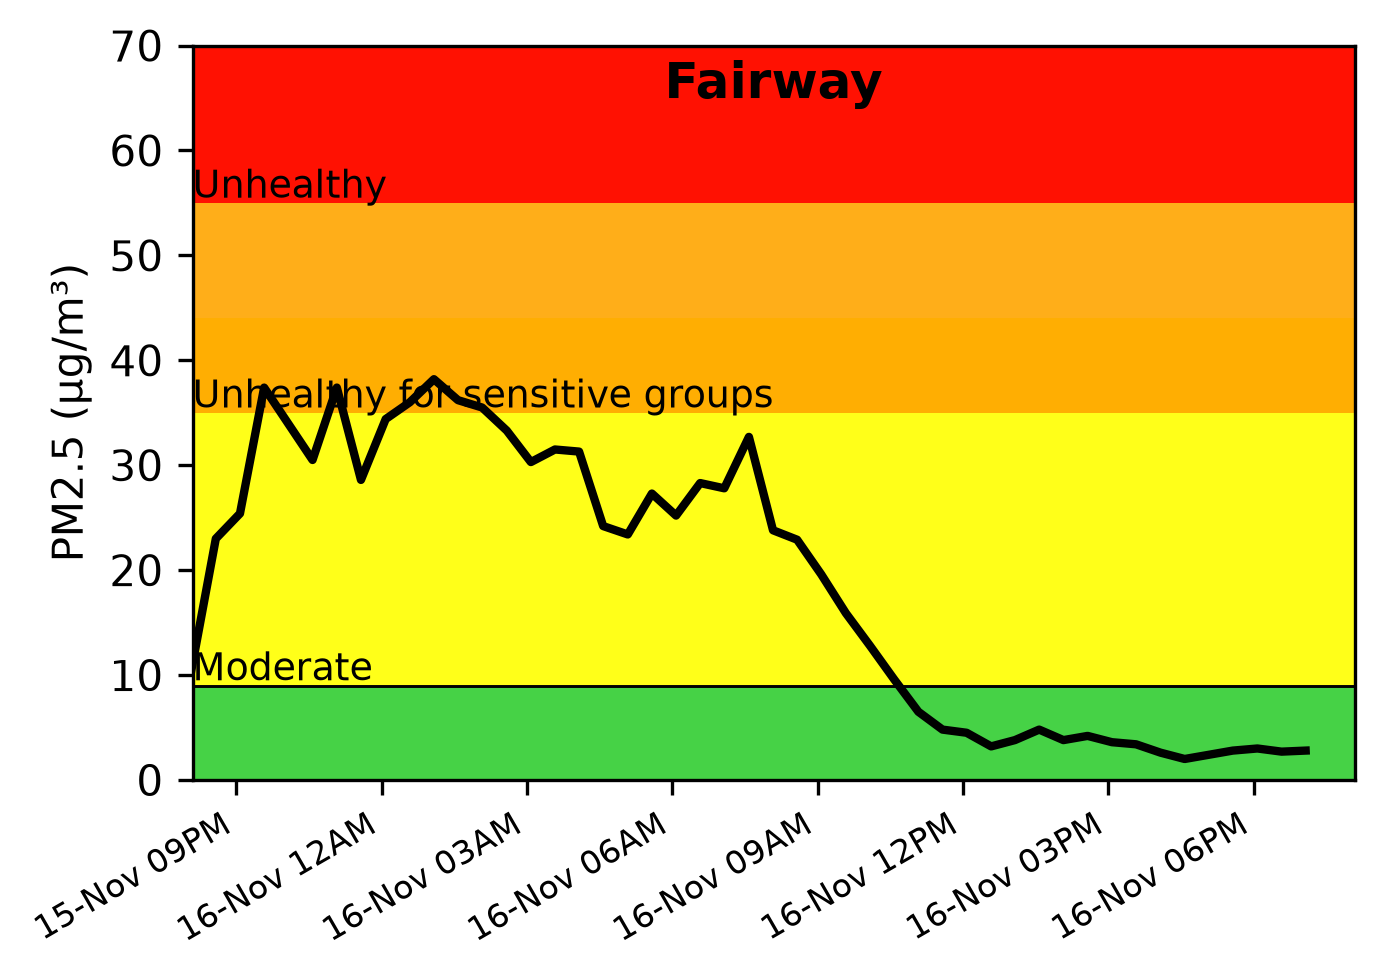 Fairway
70
60
50
40
30
20
10
0
PM2.5 (µg/m³)
Unhealthy
Unhealthy for sensitive groups
Moderate
15-Nov 09PM
16-Nov 12AM
16-Nov 03AM
16-Nov 06AM
16-Nov 09AM
16-Nov 12PM
16-Nov 03PM
16-Nov 06PM